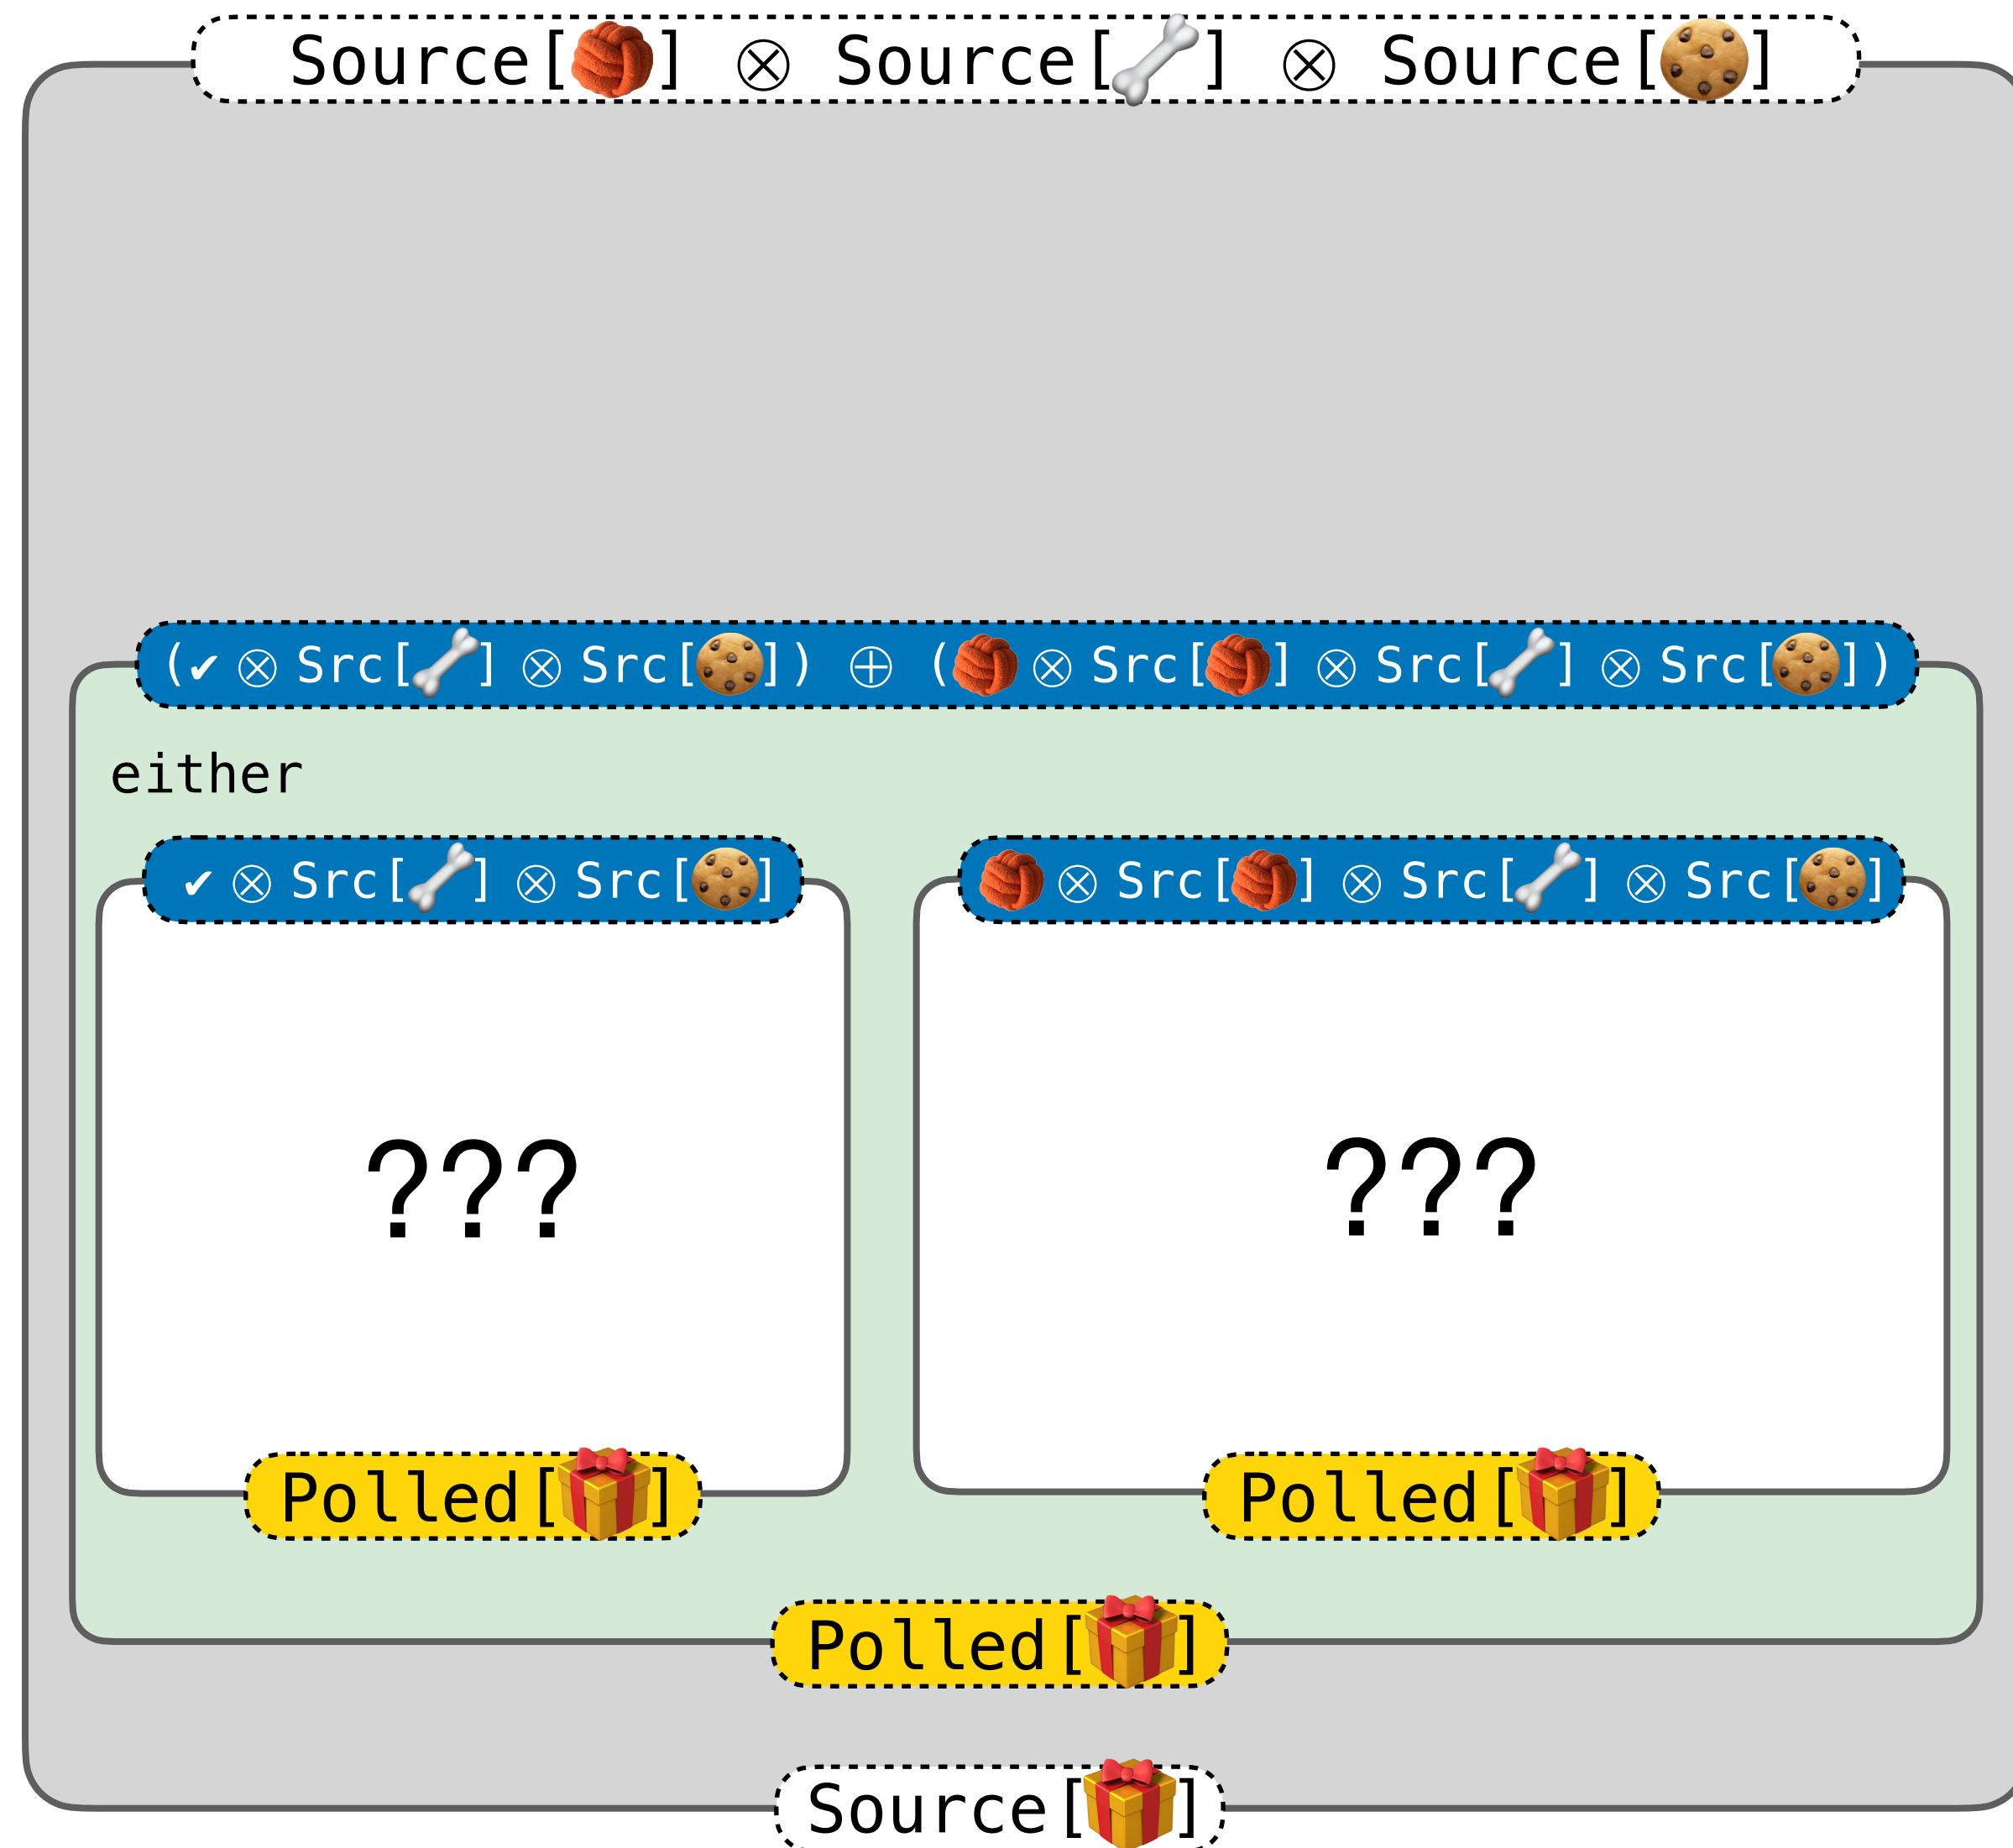 Source[🧶] ⊗ Source[🦴] ⊗ Source[🍪]
(✔ ⊗ Src[🦴] ⊗ Src[🍪]) ⊕ (🧶 ⊗ Src[🧶] ⊗ Src[🦴] ⊗ Src[🍪])
either
✔ ⊗ Src[🦴] ⊗ Src[🍪]
🧶 ⊗ Src[🧶] ⊗ Src[🦴] ⊗ Src[🍪]
???
???
Polled[🎁]
Polled[🎁]
Polled[🎁]
Source[🎁]